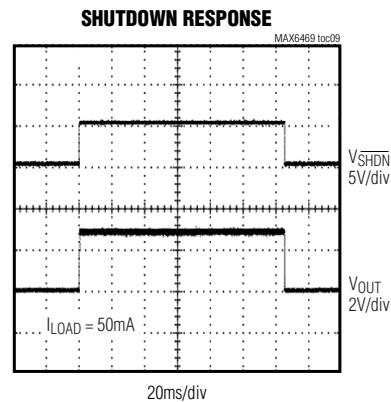 SHUTDOWN RESPONSE
MAX6469 toc09
VSHDN
5V/div
VOUT
2V/div
ILOAD = 50mA
20ms/div